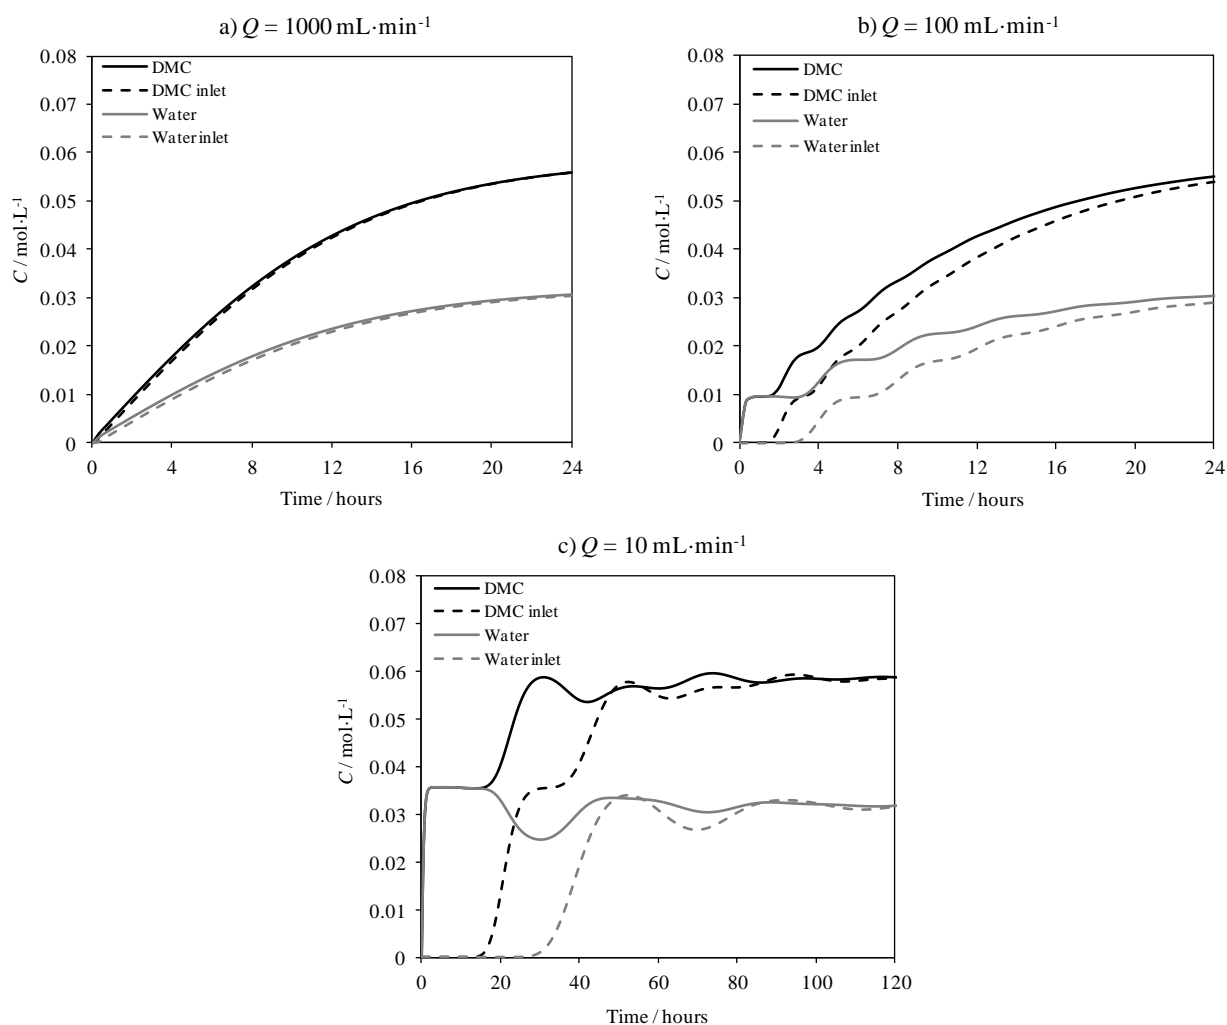 a) Q = 1000 mL·min⁻¹
0.08
0.07
0.06
0.05
0.04
0.03
0.02
0.01
0
C / mol·L⁻¹
DMC
DMC inlet
Water
Water inlet
0 4 8 12 16 20 24
Time / hours
b) Q = 100 mL·min⁻¹
0.08
0.07
0.06
0.05
0.04
0.03
0.02
0.01
0
C / mol·L⁻¹
DMC
DMC inlet
Water
Water inlet
0 4 8 12 16 20 24
Time / hours
c) Q = 10 mL·min⁻¹
0.08
0.07
0.06
0.05
0.04
0.03
0.02
0.01
0
C / mol·L⁻¹
DMC
DMC inlet
Water
Water inlet
0 20 40 60 80 100 120
Time / hours